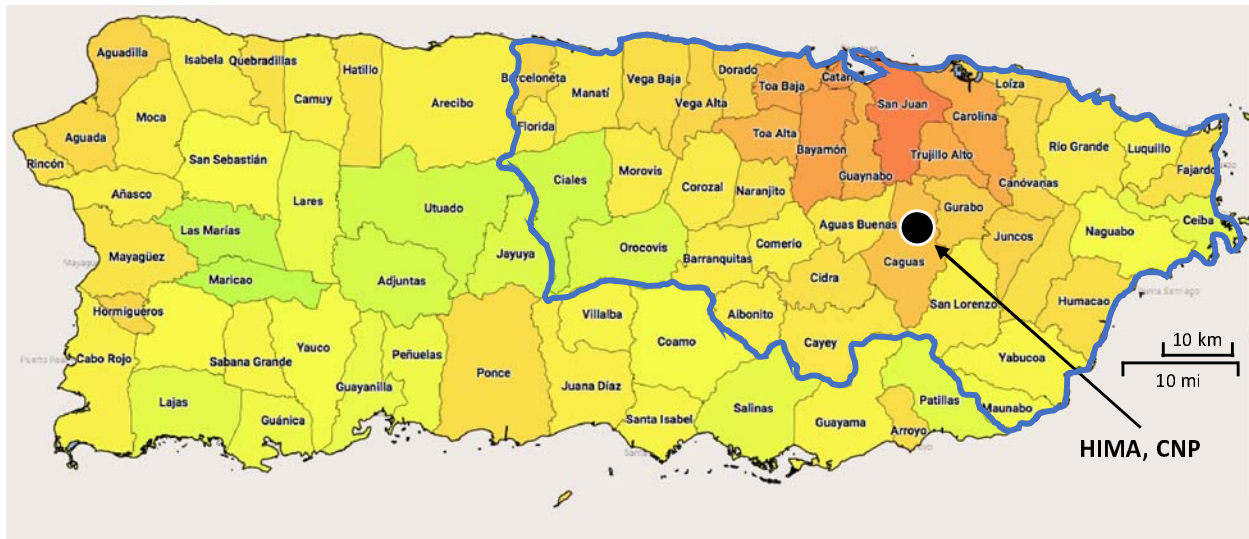 Aguadilla
Isabela
Quebradillas
Hatillo
Camuy
Arecibo
Barceloneta
Manatí
Vega Baja
Dorado
Vega Alta
Toa Baja
San Juan
Loíza
Moca
Aguada
Rincón
San Sebastián
Florida
Toa Alta
Bayamón
Carolina
Trujillo Alto
Río Grande
Luquillo
Fajardo
Guaynabo
Canóvanas
Añasco
Lares
Ciales
Morovis
Corozal
Naranjito
Las Marías
Utuado
Gurabo
Aguas Buenas
Juncos
Naguabo
Ceiba
Mayagüez
Maricao
Adjuntas
Jayuya
Orocovis
Barranquitas
Comerío
Cidra
Caguas
San Lorenzo
Humacao
Hormigueros
Villalba
Aibonito
Cayey
Cabo Rojo
Sabana Grande
Yauco
Peñuelas
Coamo
Yabucoa
Ponce
Guayanilla
Juana Díaz
Lajas
Guánica
Santa Isabel
Salinas
Guayama
Patillas
Arroyo
Maunabo
10 km
10 mi
HIMA, CNP